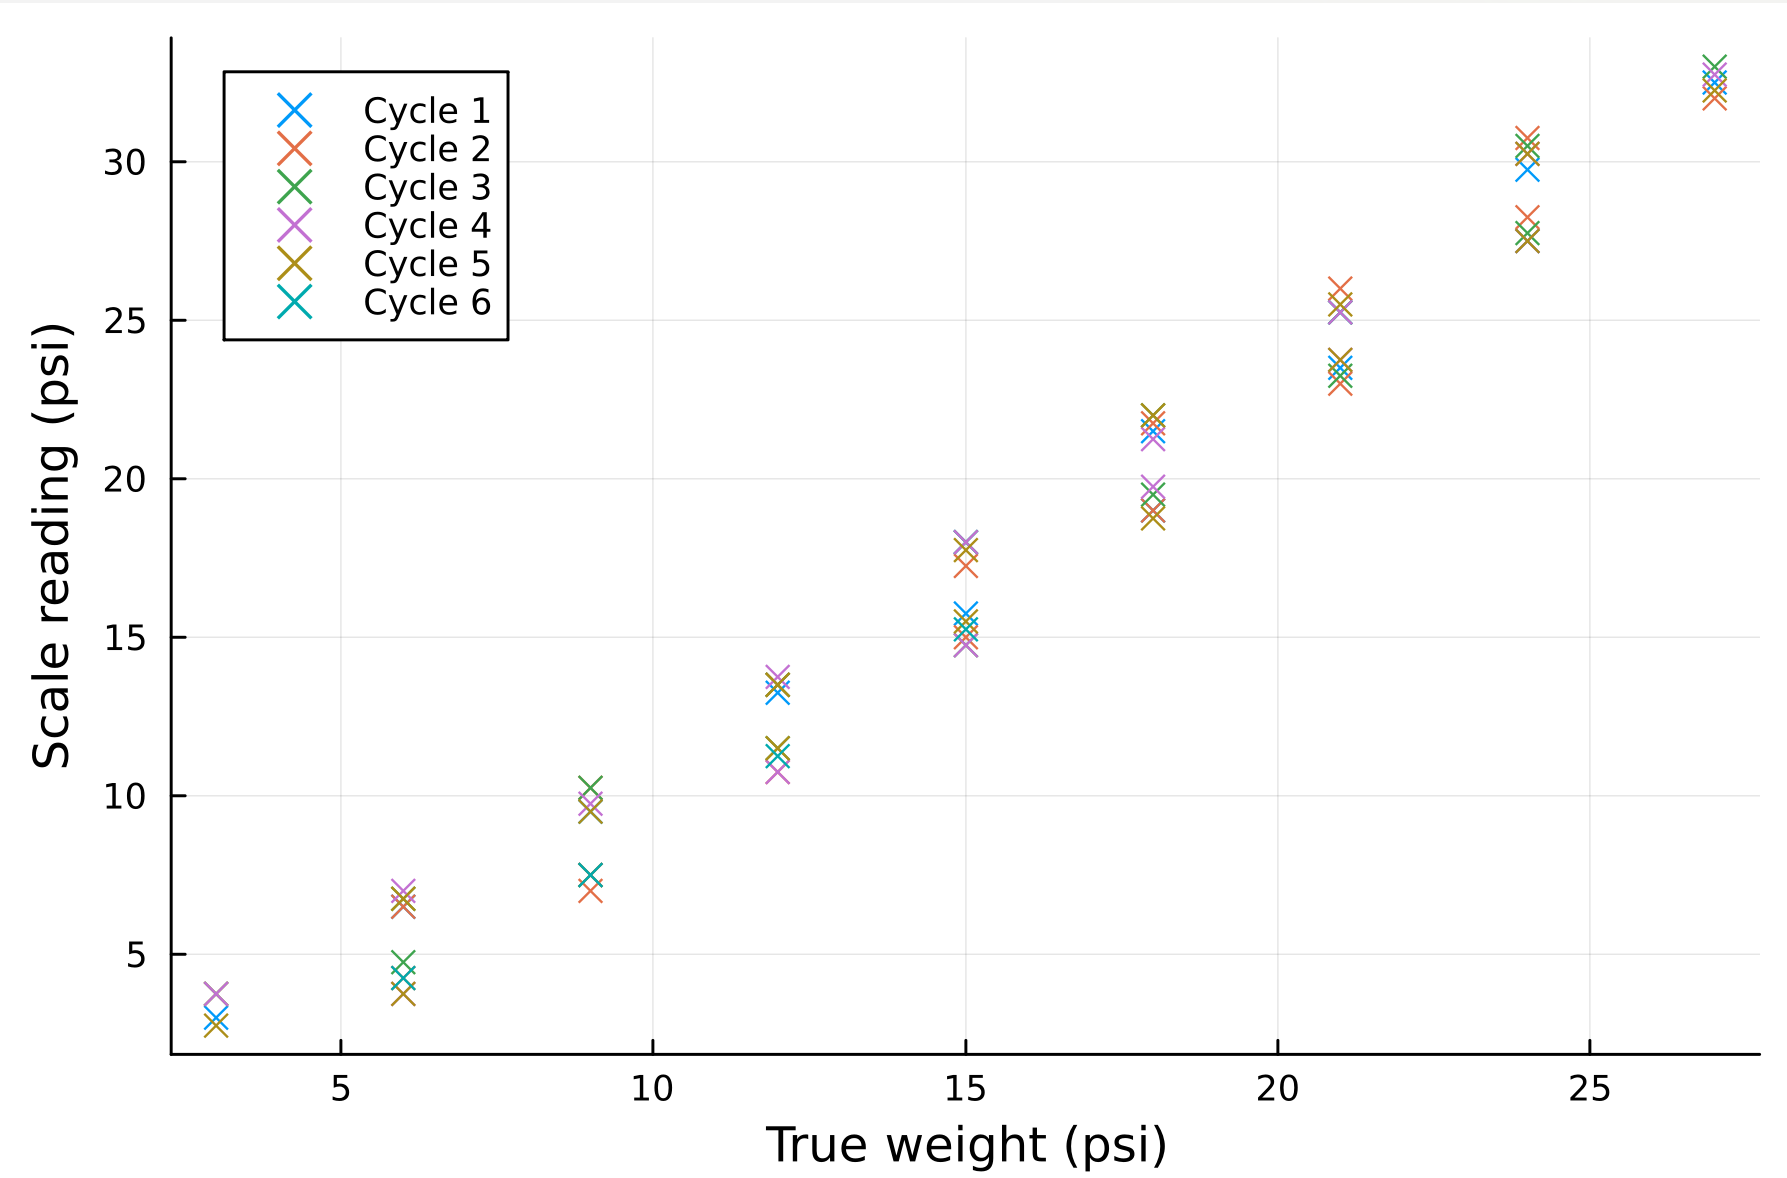 Cycle 1
Cycle 2
Cycle 3
Cycle 4
Cycle 5
Cycle 6
30
25
20
15
10
5
Scale reading (psi)
5 10 15 20 25
True weight (psi)